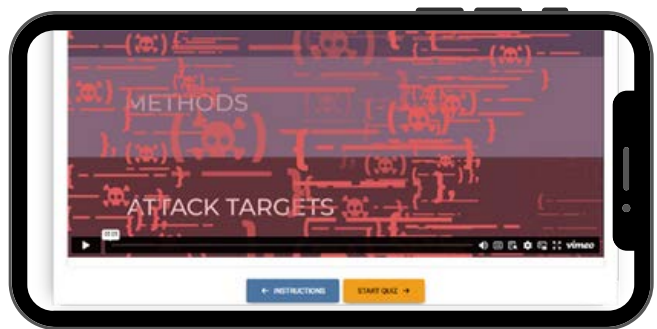 METHODS
ATTACK TARGETS
vimeo
← INSTRUCTIONS
START QUIZ →